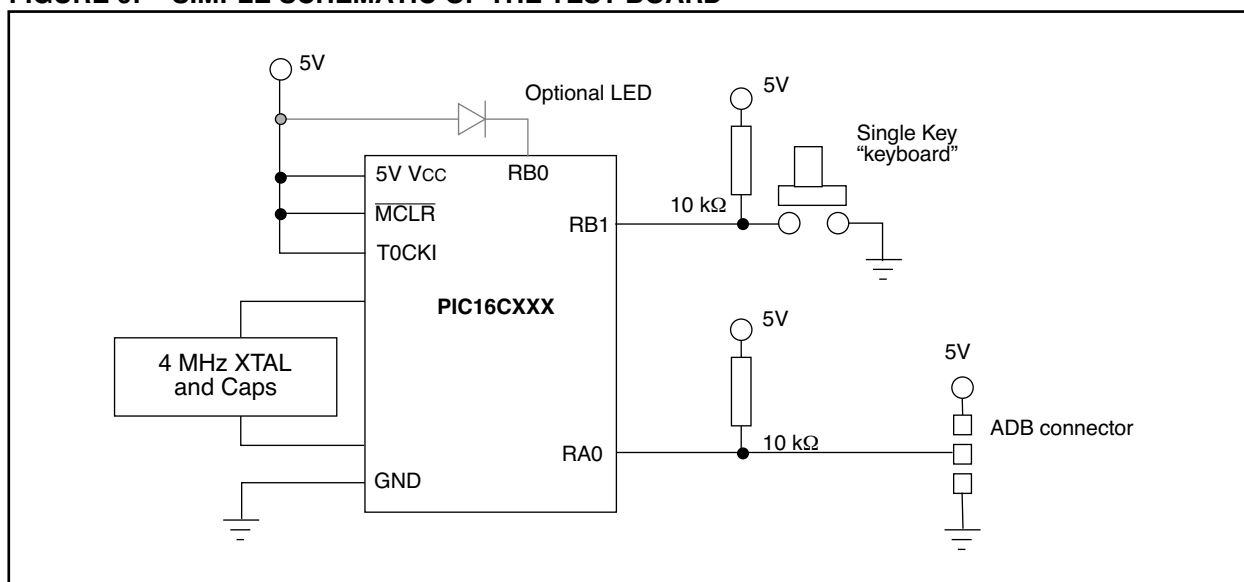 5V
Optional LED
5V
Single Key
“keyboard”
5V VCC
RB0
MCLR
10 kΩ
RB1
T0CKI
PIC16CXXX
5V
4 MHz XTAL
and Caps
5V
ADB connector
10 kΩ
RA0
GND